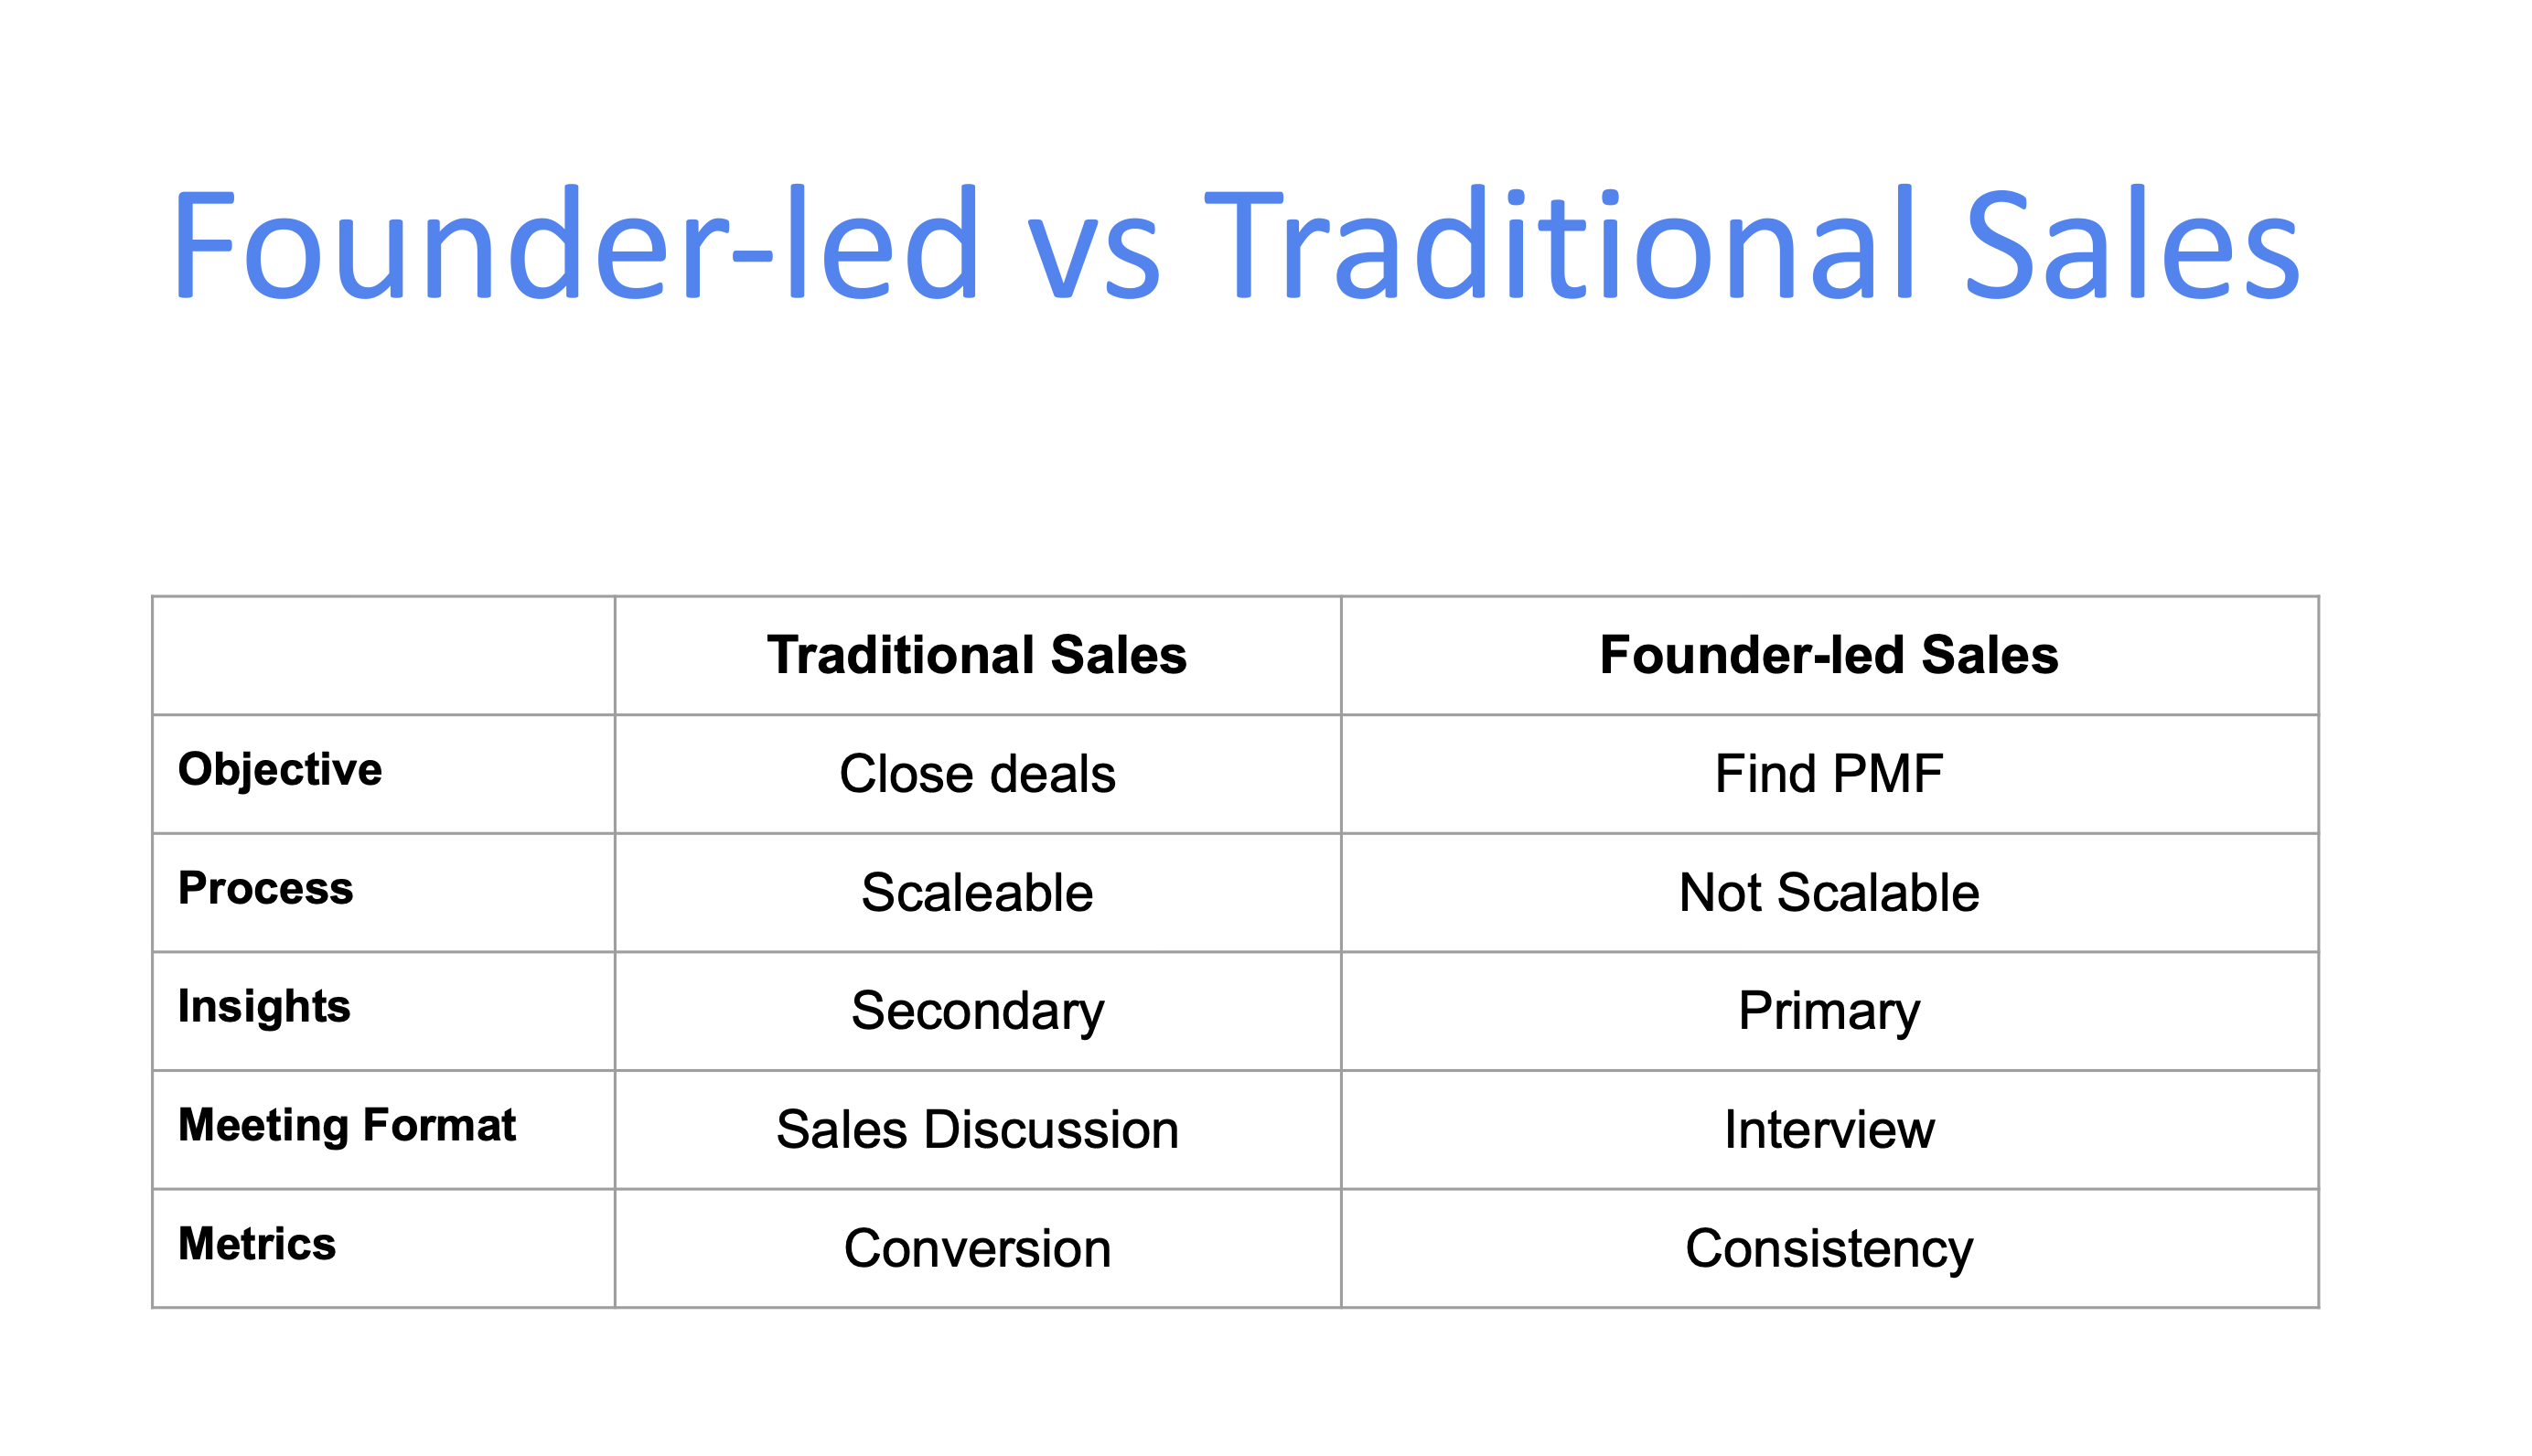 Founder-led vs Traditional Sales
Traditional Sales Founder-led Sales
Objective Close deals Find PMF
Process Scaleable Not Scalable
Insights Secondary Primary
Meeting Format Sales Discussion Interview
Metrics Conversion Consistency